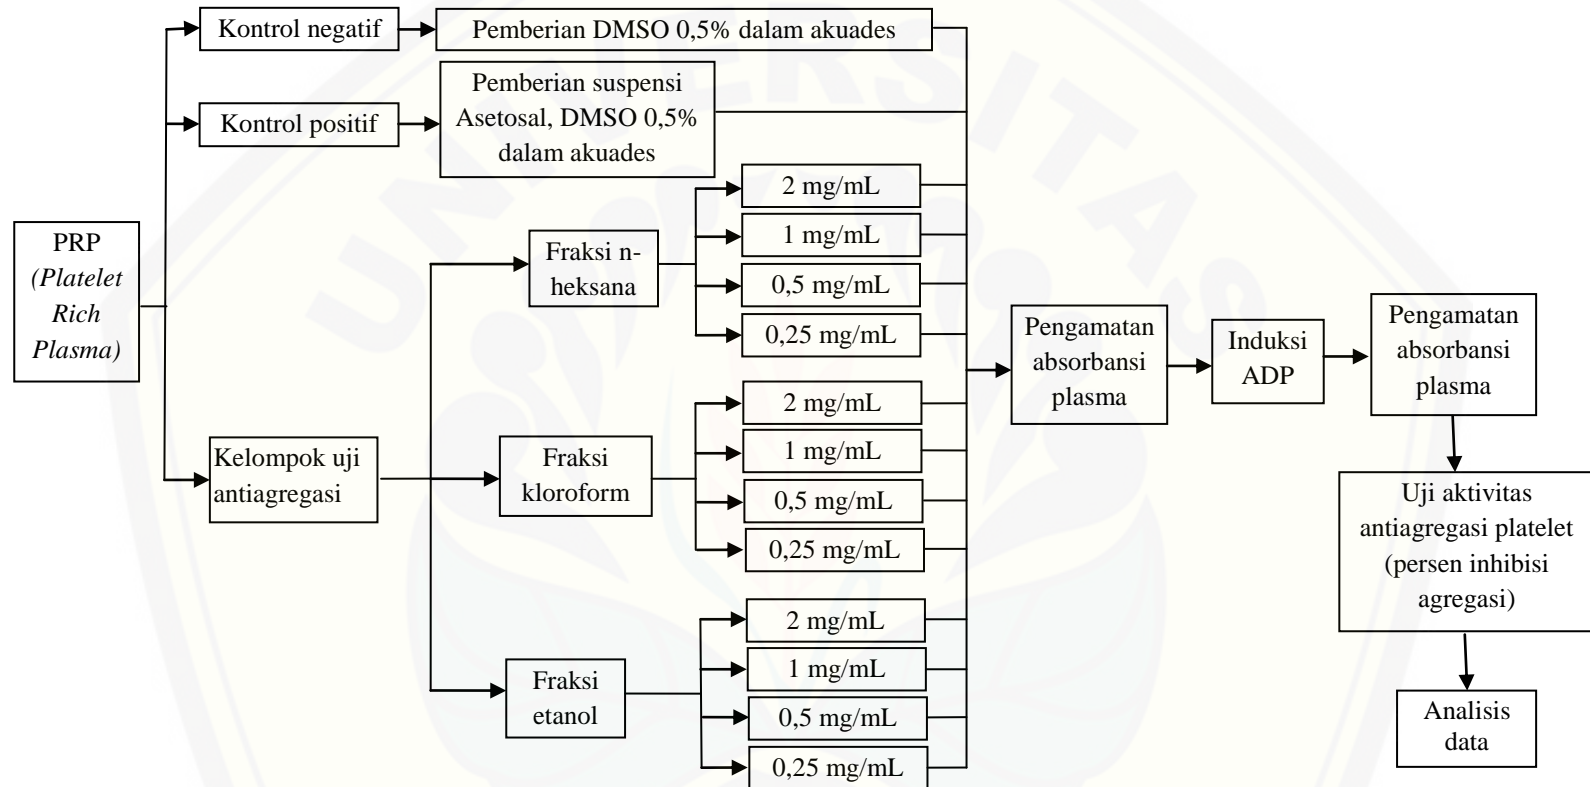 Kontrol negatif
Pemberian DMSO 0,5% dalam akuades
Kontrol positif
Pemberian suspensi
Asetosal, DMSO 0,5%
dalam akuades
PRP
(Platelet
Rich
Plasma)
Kelompok uji
antiagregasi
Fraksi n-
heksana
2 mg/mL
1 mg/mL
0,5 mg/mL
0,25 mg/mL
Fraksi
kloroform
2 mg/mL
1 mg/mL
0,5 mg/mL
0,25 mg/mL
Fraksi
etanol
2 mg/mL
1 mg/mL
0,5 mg/mL
0,25 mg/mL
Pengamatan
absorbansi
plasma
Induksi
ADP
Pengamatan
absorbansi
plasma
Uji aktivitas
antiagregasi platelet
(persen inhibisi
agregasi)
Analisis
data
UNIVERSITAS